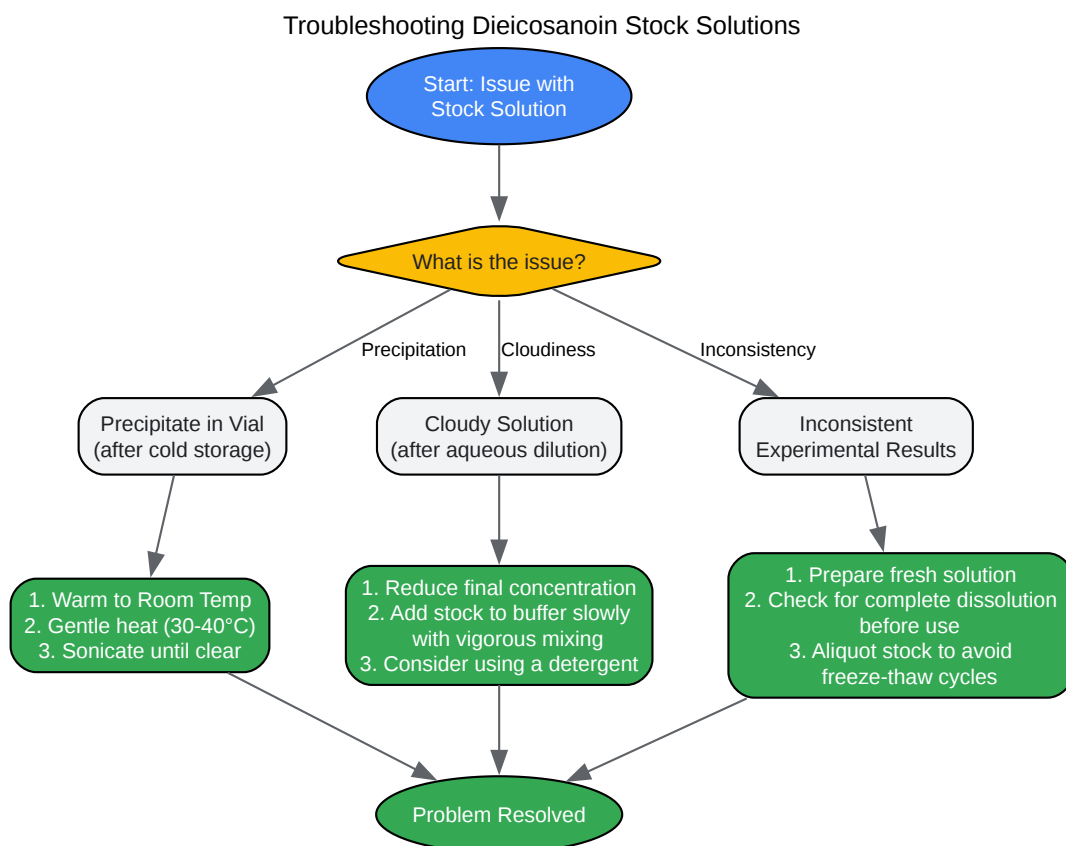 Troubleshooting Dieicosanoin Stock Solutions
Start: Issue with
Stock Solution
What is the issue?
Precipitation
Cloudiness
Inconsistency
Precipitate in Vial
(after cold storage)
Cloudy Solution
(after aqueous dilution)
Inconsistent
Experimental Results
1. Warm to Room Temp
2. Gentle heat (30-40°C)
3. Sonicate until clear
1. Reduce final concentration
2. Add stock to buffer slowly
with vigorous mixing
3. Consider using a detergent
1. Prepare fresh solution
2. Check for complete dissolution
before use
3. Aliquot stock to avoid
freeze-thaw cycles
Problem Resolved